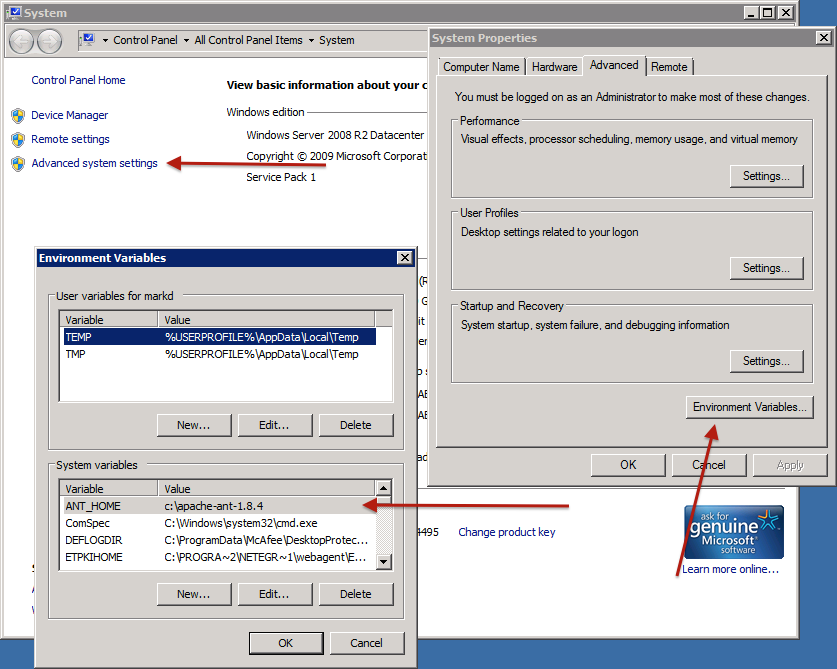 System
Control Panel
All Control Panel Items
System
Control Panel Home
Device Manager
Remote settings
Advanced system settings
View basic information about your c
Windows edition
Windows Server 2008 R2 Datacenter
Copyright © 2009 Microsoft Corporat
Service Pack 1
System Properties
Computer Name
Hardware
Advanced
Remote
You must be logged on as an Administrator to make most of these changes.
Performance
Visual effects, processor scheduling, memory usage, and virtual memory
Settings...
User Profiles
Desktop settings related to your logon
Settings...
Startup and Recovery
System startup, system failure, and debugging information
Settings...
Environment Variables...
OK
Cancel
Apply
Environment Variables
User variables for markd
Variable Value
TEMP %USERPROFILE%\AppData\Local\Temp
TMP %USERPROFILE%\AppData\Local\Temp
New...
Edit...
Delete
System variables
Variable Value
ANT_HOME c:\apache-ant-1.8.4
ComSpec C:\Windows\system32\cmd.exe
DEFLOGDIR C:\ProgramData\McAfee\DesktopProtec...
ETPKIHOME C:\PROGRA~2\NETEGR~1\webagent\E...
New...
Edit...
Delete
OK
Cancel
4495
Change product key
ask for
genuine
Microsoft
software
Learn more online...